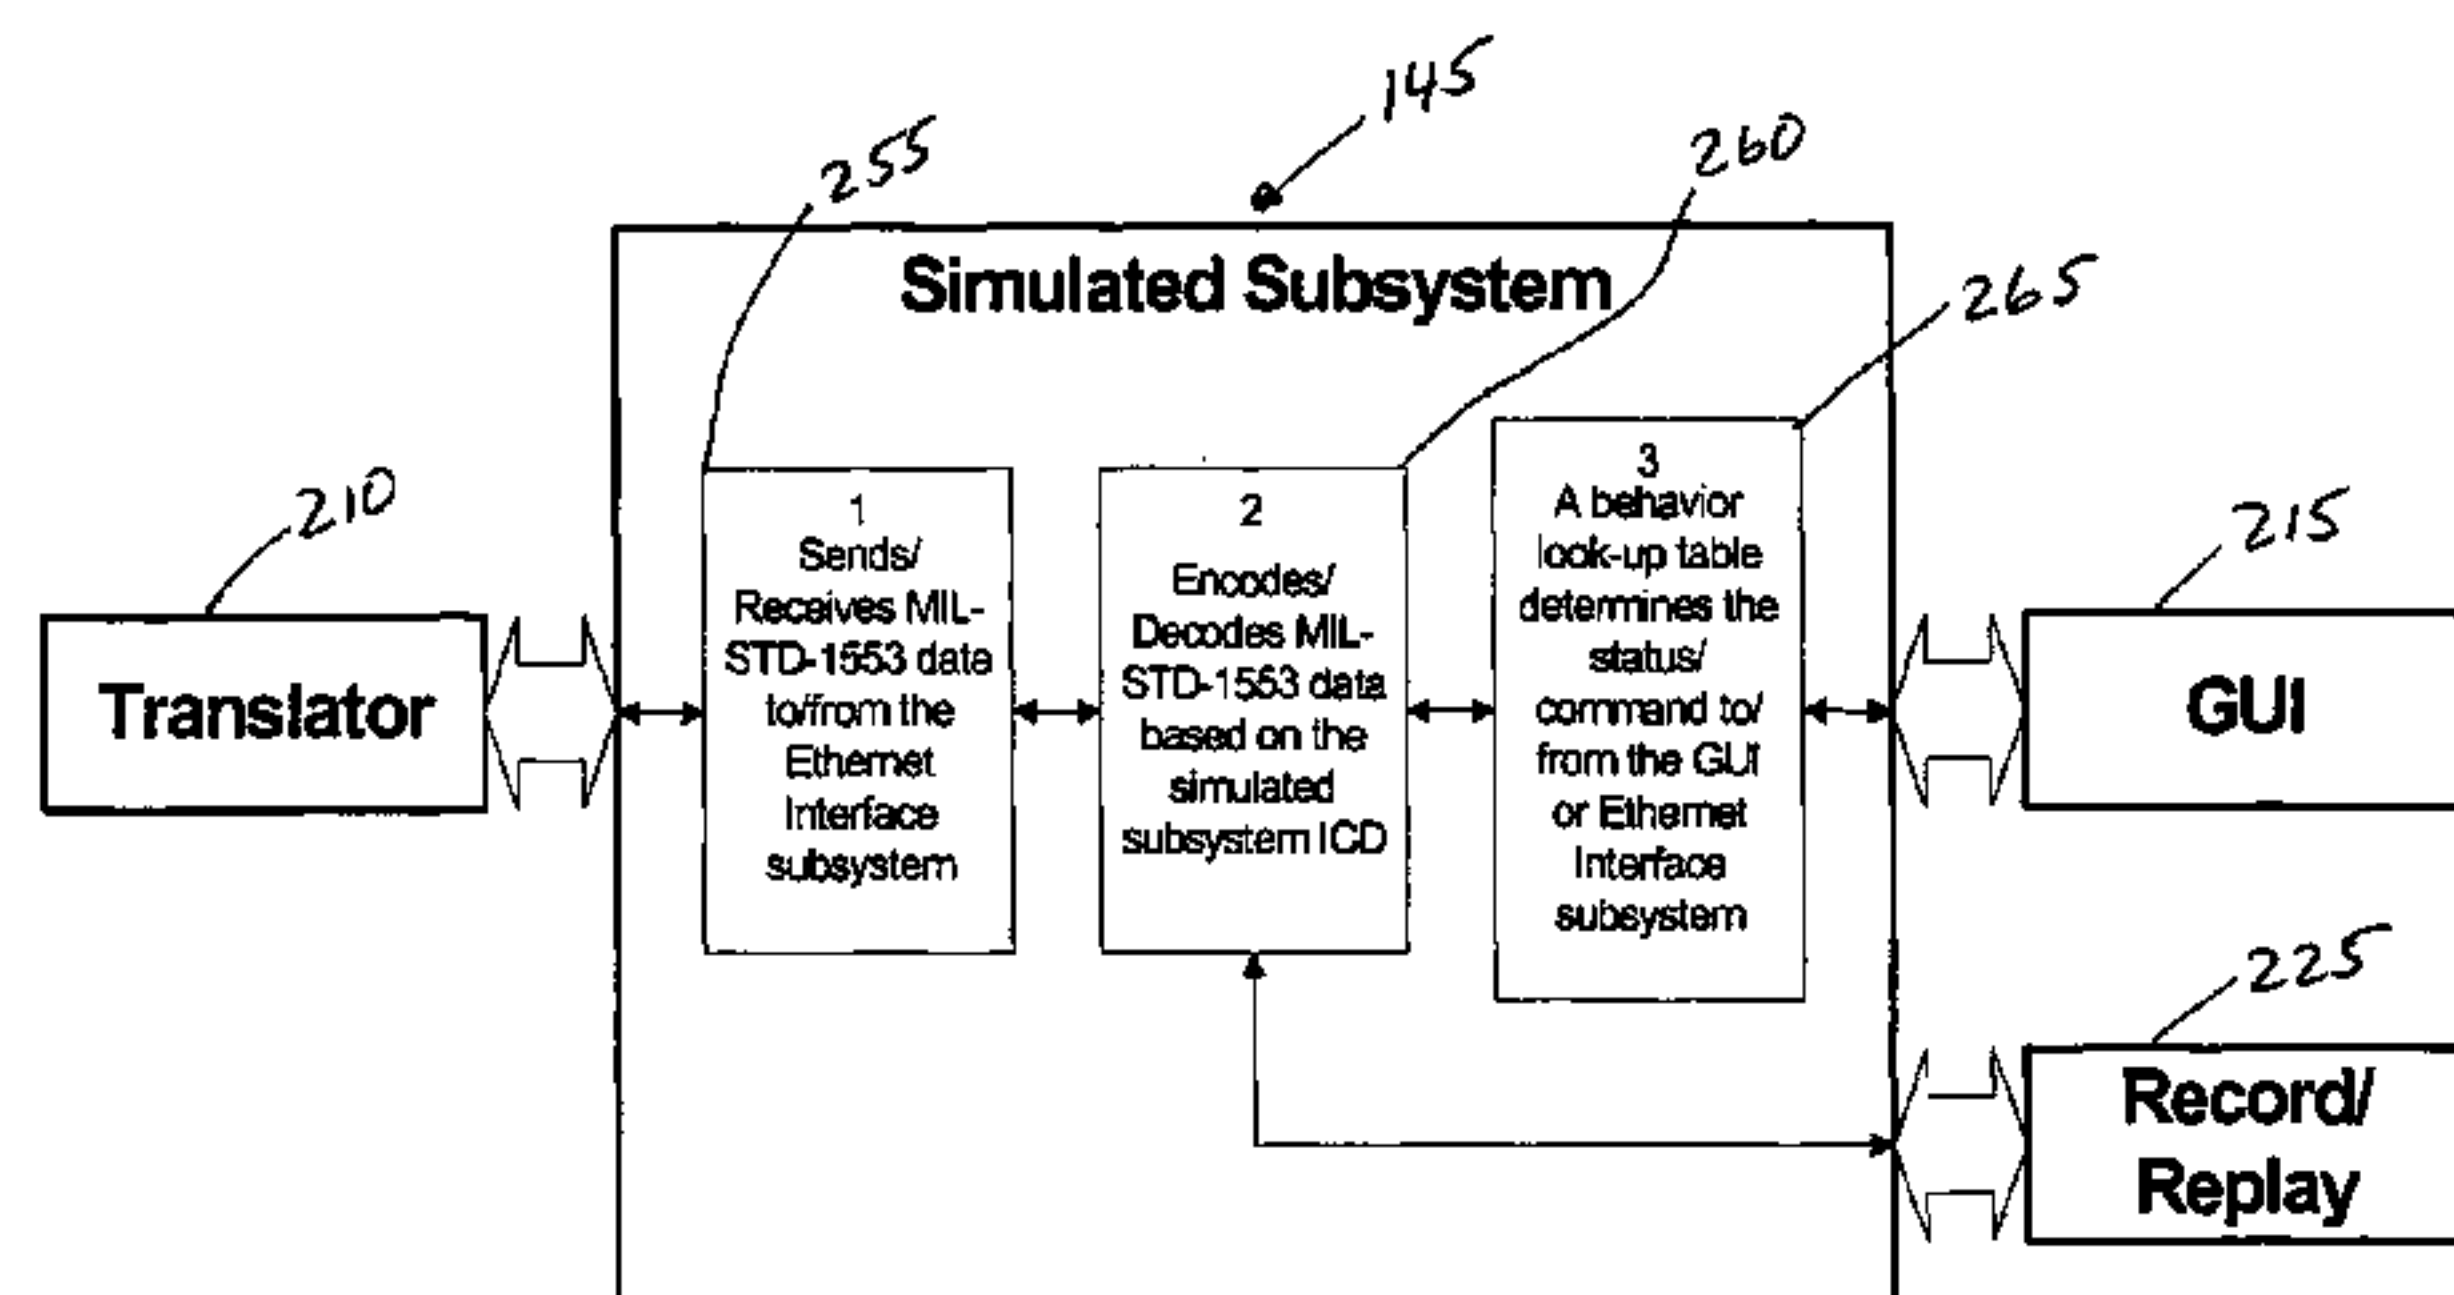 145
255
260
Simulated Subsystem
265
210
Translator
1
Sends/
Receives MIL-
STD-1553 data
to/from the
Ethernet
Interface
subsystem
2
Encodes/
Decodes MIL-
STD-1553 data
based on the
simulated
subsystem ICD
3
A behavior
look-up table
determines the
status/
command to/
from the GUI
or Ethernet
Interface
subsystem
215
GUI
225
Record/
Replay